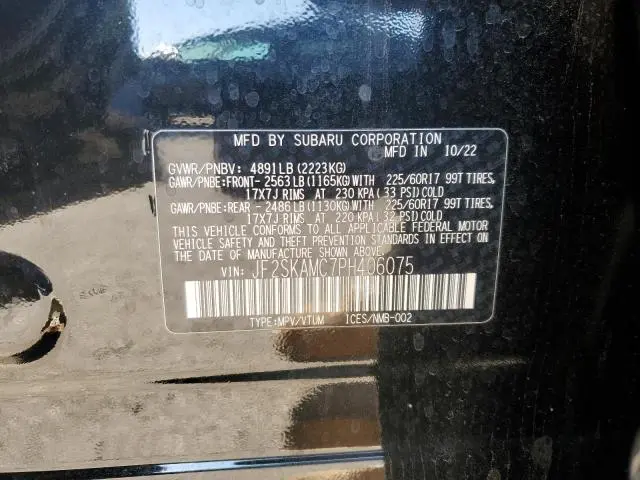 MFD BY SUBARU CORPORATION
MFD IN 10/22
GVWR/PNBV: 4891LB (2223KG)
GAWR/PNBE:FRONT- 2563LB(1165KG)WITH 225/60R17 99T TIRES,
17X7J RIMS AT 230 KPA(33 PSI)COLD
GAWR/PNBE:REAR - 2486LB(1130KG)WITH 225/60R17 99T TIRES,
17X7J RIMS AT 220 KPA(32 PSI)COLD
THIS VEHICLE CONFORMS TO ALL APPLICABLE FEDERAL MOTOR
VEHICLE SAFETY AND THEFT PREVENTION STANDARDS IN EFFECT ON
THE DATE OF MANUFACTURE SHOWN ABOVE.
VIN: JF2SKAMC7PH406075
TYPE:MPV/VTUM ICES/NMB-002